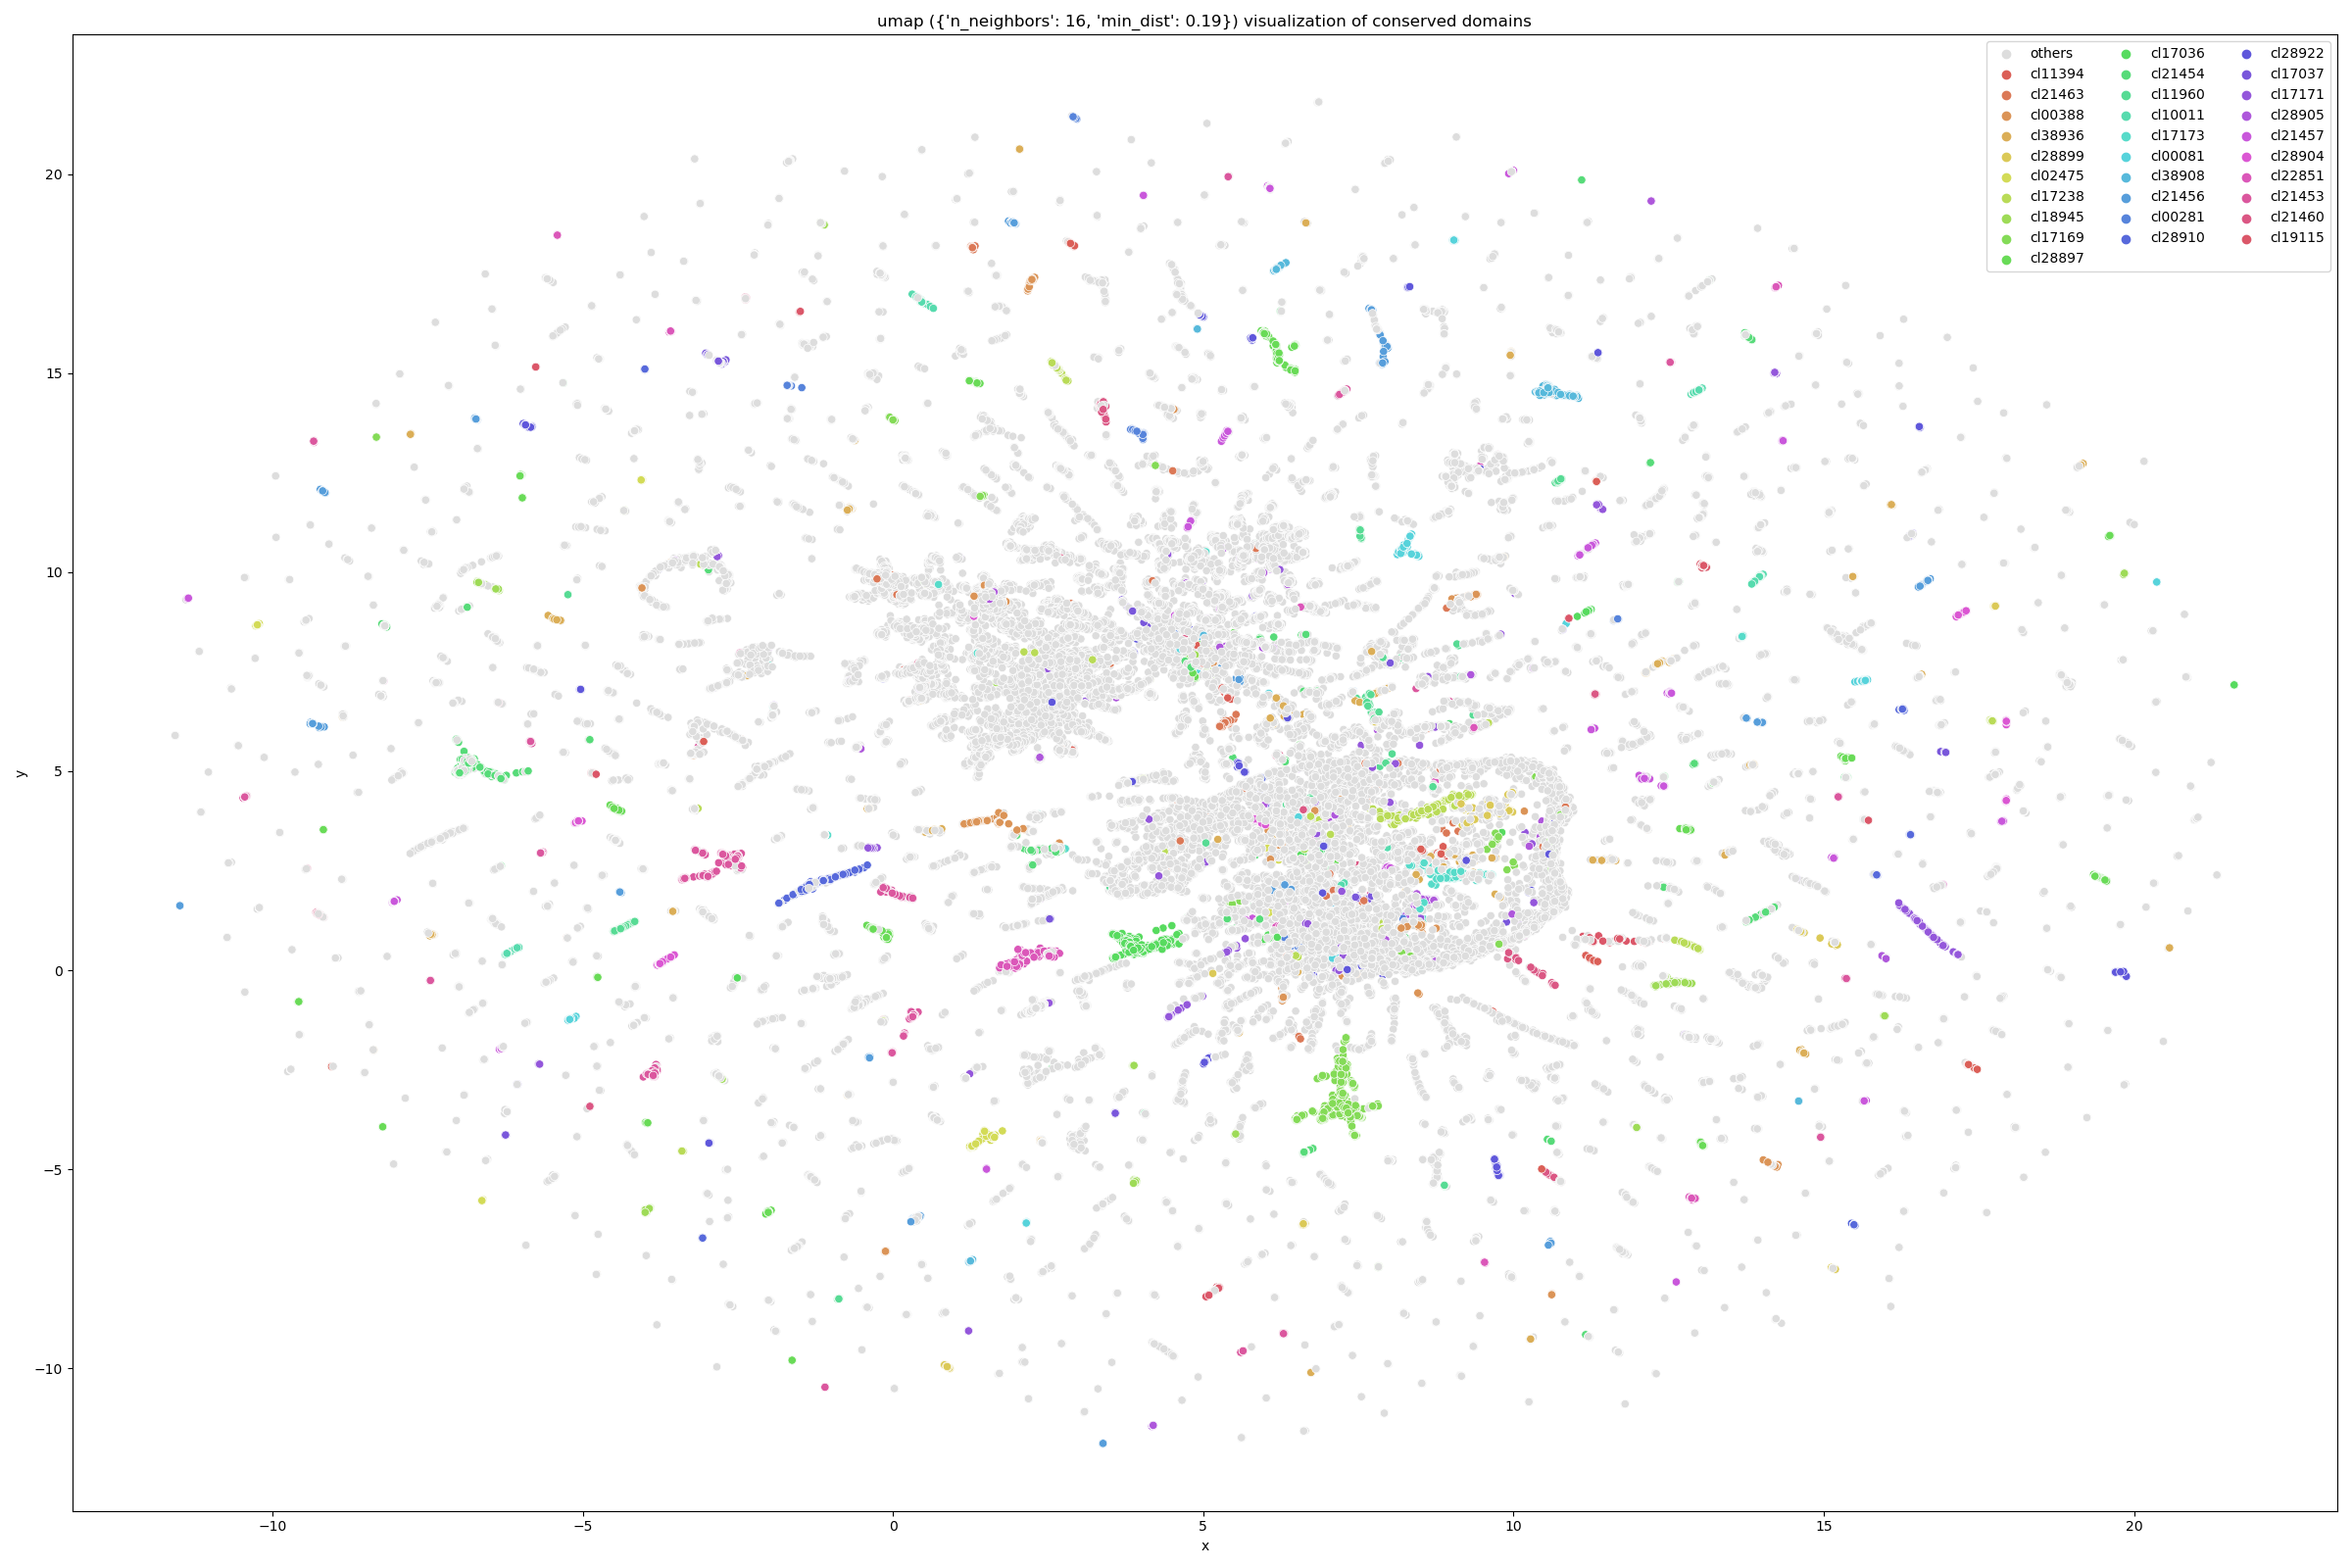 umap ({'n_neighbors': 16, 'min_dist': 0.19}) visualization of conserved domains
others
cl11394
cl21463
cl00388
cl38936
cl28899
cl02475
cl17238
cl18945
cl17169
cl28897
cl17036
cl21454
cl11960
cl10011
cl17173
cl00081
cl38908
cl21456
cl00281
cl28910
cl28922
cl17037
cl17171
cl28905
cl21457
cl28904
cl22851
cl21453
cl21460
cl19115
y
20
15
10
5
0
−5
−10
−10
−5
0
5
10
15
20
x